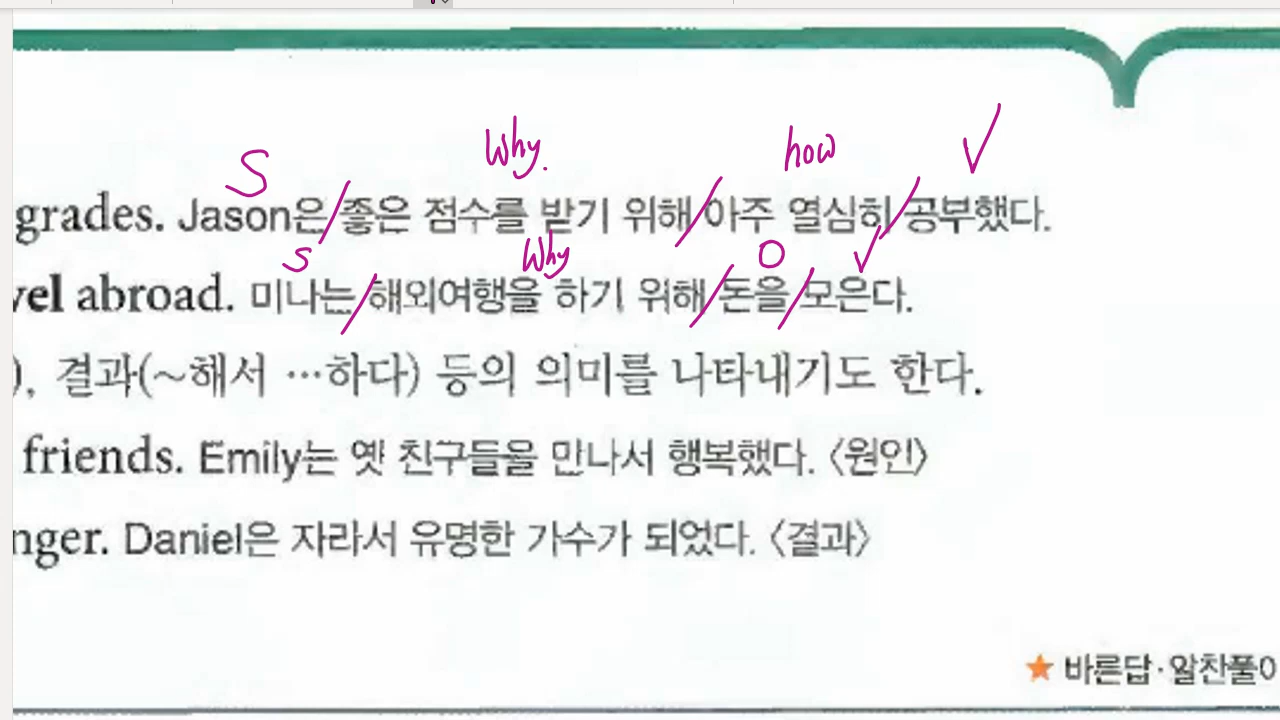 S Why. how V
grades. Jason은/좋은 점수를 받기 위해/아주 열심히/공부했다.
S Why O V
vel abroad. 미나는/해외여행을 하기 위해/돈을/모은다.
), 결과(~해서 …하다) 등의 의미를 나타내기도 한다.
friends. Emily는 옛 친구들을 만나서 행복했다. 〈원인〉
nger. Daniel은 자라서 유명한 가수가 되었다. 〈결과〉
★ 바른답·알찬풀이